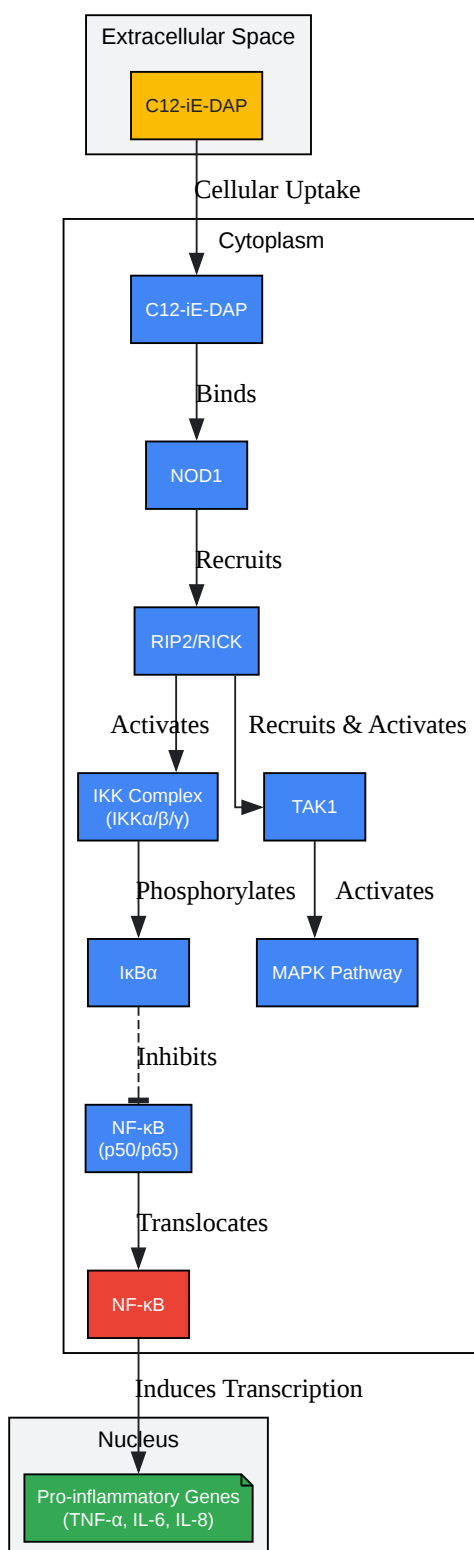 Extracellular Space
C12-iE-DAP
Cellular Uptake
Cytoplasm
C12-iE-DAP
Binds
NOD1
Recruits
RIP2/RICK
Activates
Recruits & Activates
IKK Complex
(IKKα/β/γ)
TAK1
Phosphorylates
Activates
IκBα
MAPK Pathway
Inhibits
NF-κB
(p50/p65)
Translocates
NF-κB
Induces Transcription
Nucleus
Pro-inflammatory Genes
(TNF-α, IL-6, IL-8)